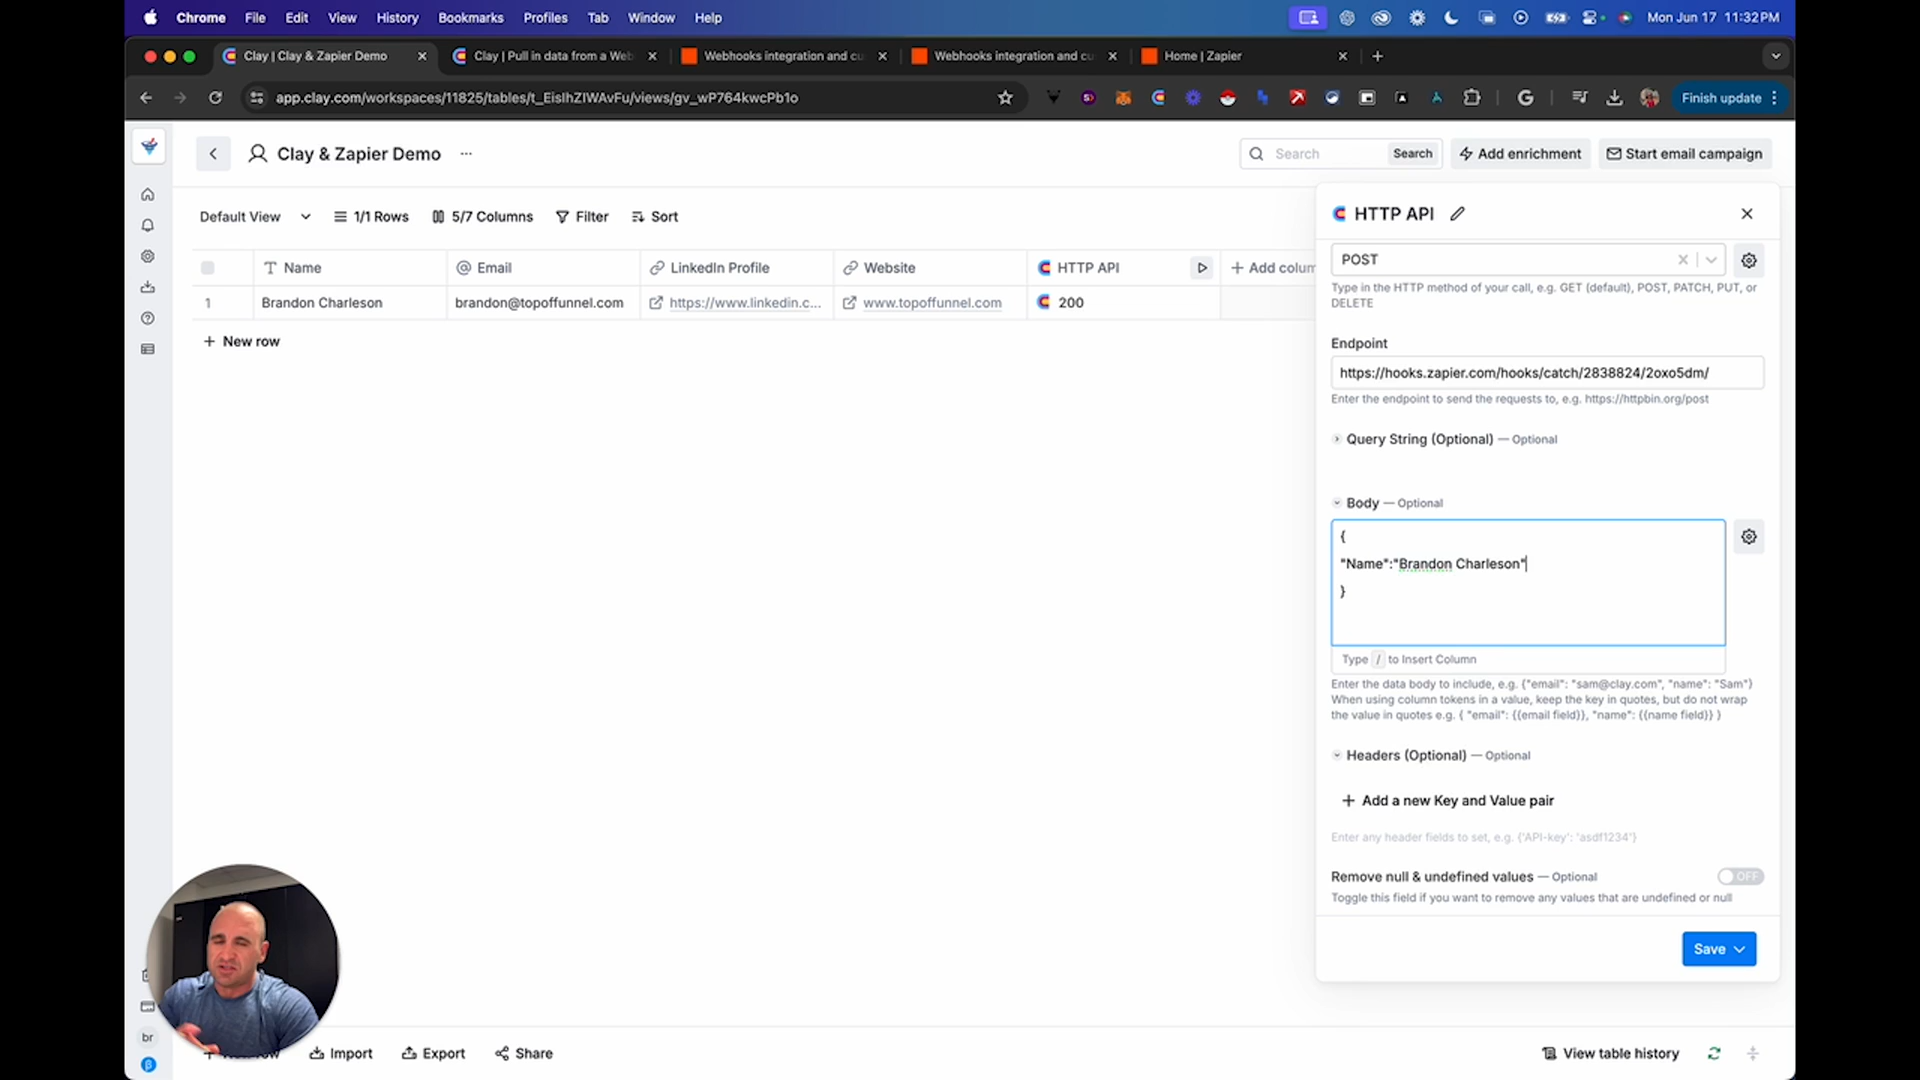 Chrome File Edit View History Bookmarks Profiles Tab Window Help Mon Jun 17 11:32 PM
Clay | Clay & Zapier Demo Clay | Pull in data from a Web Webhooks integration and cu Webhooks integration and cu Home | Zapier
app.clay.com/workspaces/11825/tables/t_EisIhZIWAvFu/views/gv_wP764kwcPb1o Finish update
Clay & Zapier Demo ... Search Search Add enrichment Start email campaign
Default View 1/1 Rows 5/7 Columns Filter Sort
Name Email LinkedIn Profile Website HTTP API + Add colum
1 Brandon Charleson brandon@topoffunnel.com https://www.linkedin.c... www.topoffunnel.com 200
+ New row
HTTP API
POST
Type in the HTTP method of your call, e.g. GET (default), POST, PATCH, PUT, or
DELETE
Endpoint
https://hooks.zapier.com/hooks/catch/2838824/2oxo5dm/
Enter the endpoint to send the requests to, e.g. https://httpbin.org/post
Query String (Optional) — Optional
Body — Optional
{
"Name":"Brandon Charleson"
}
Type / to Insert Column
Enter the data body to include, e.g. {"email": "sam@clay.com", "name": "Sam"}
When using column tokens in a value, keep the key in quotes, but do not wrap
the value in quotes e.g. { "email": {{email field}}, "name": {{name field}} }
Headers (Optional) — Optional
+ Add a new Key and Value pair
Enter any header fields to set, e.g. {'API-key': 'asdf1234'}
Remove null & undefined values — Optional OFF
Toggle this field if you want to remove any values that are undefined or null
Save
br
Import Export Share View table history